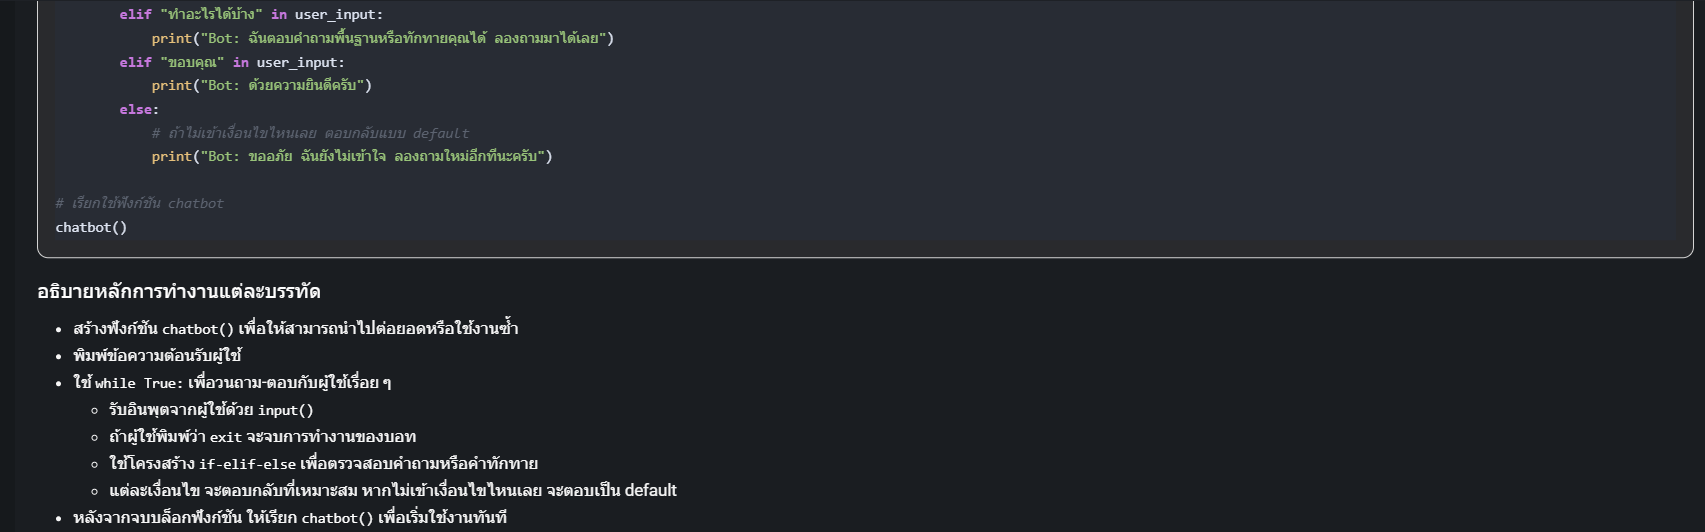 elif "ทำอะไรได้บ้าง" in user_input:
print("Bot: ฉันตอบคำถามพื้นฐานหรือทักทายคุณได้ ลองถามมาได้เลย")
elif "ขอบคุณ" in user_input:
print("Bot: ด้วยความยินดีครับ")
else:
# ถ้าไม่เข้าเงื่อนไขไหนเลย ตอบกลับแบบ default
print("Bot: ขออภัย ฉันยังไม่เข้าใจ ลองถามใหม่อีกทีนะครับ")
# เรียกใช้ฟังก์ชัน chatbot
chatbot()
อธิบายหลักการทำงานแต่ละบรรทัด
• สร้างฟังก์ชัน chatbot() เพื่อให้สามารถนำไปต่อยอดหรือใช้งานซ้ำ
• พิมพ์ข้อความต้อนรับผู้ใช้
• ใช้ while True: เพื่อวนถาม-ตอบกับผู้ใช้เรื่อย ๆ
◦ รับอินพุตจากผู้ใช้ด้วย input()
◦ ถ้าผู้ใช้พิมพ์ว่า exit จะจบการทำงานของบอท
◦ ใช้โครงสร้าง if-elif-else เพื่อตรวจสอบคำถามหรือคำทักทาย
◦ แต่ละเงื่อนไข จะตอบกลับที่เหมาะสม หากไม่เข้าเงื่อนไขไหนเลย จะตอบเป็น default
• หลังจากจบบล็อกฟังก์ชัน ให้เรียก chatbot() เพื่อเริ่มใช้งานทันที